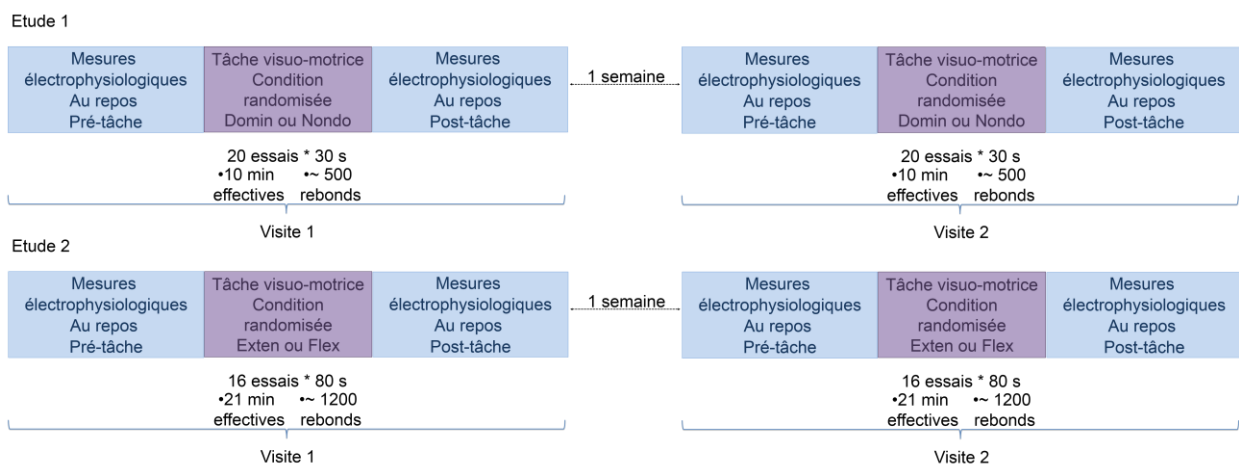 Etude 1
Mesures
électrophysiologiques
Au repos
Pré-tâche
Tâche visuo-motrice
Condition
randomisée
Domin ou Nondo
Mesures
électrophysiologiques
Au repos
Post-tâche
1 semaine
Mesures
électrophysiologiques
Au repos
Pré-tâche
Tâche visuo-motrice
Condition
randomisée
Domin ou Nondo
Mesures
électrophysiologiques
Au repos
Post-tâche
20 essais * 30 s
•10 min •~ 500
effectives rebonds
Visite 1
20 essais * 30 s
•10 min •~ 500
effectives rebonds
Visite 2
Etude 2
Mesures
électrophysiologiques
Au repos
Pré-tâche
Tâche visuo-motrice
Condition
randomisée
Exten ou Flex
Mesures
électrophysiologiques
Au repos
Post-tâche
1 semaine
Mesures
électrophysiologiques
Au repos
Pré-tâche
Tâche visuo-motrice
Condition
randomisée
Exten ou Flex
Mesures
électrophysiologiques
Au repos
Post-tâche
16 essais * 80 s
•21 min •~ 1200
effectives rebonds
Visite 1
16 essais * 80 s
•21 min •~ 1200
effectives rebonds
Visite 2